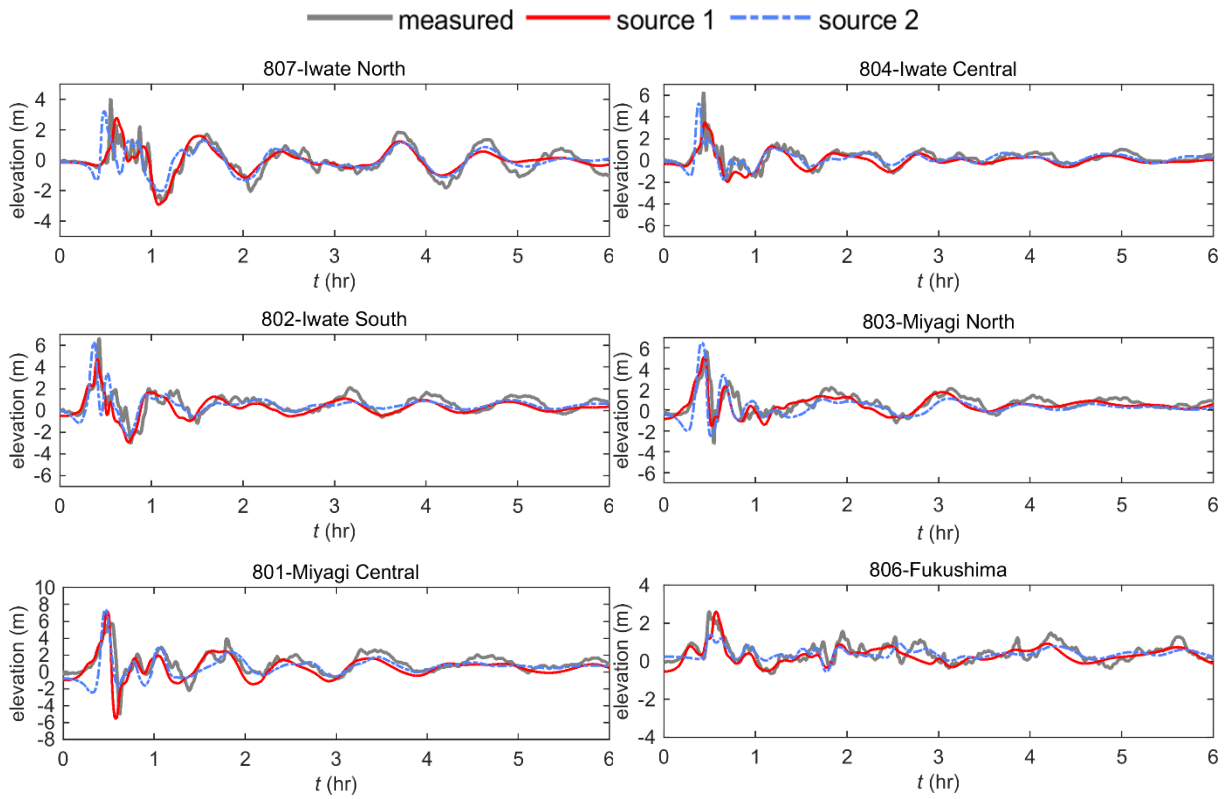 measured source 1 source 2
807-Iwate North
elevation (m)
4
2
0
-2
-4
0 1 2 3 4 5 6
t (hr)
804-Iwate Central
elevation (m)
6
4
2
0
-2
-4
-6
0 1 2 3 4 5 6
t (hr)
802-Iwate South
elevation (m)
6
4
2
0
-2
-4
-6
0 1 2 3 4 5 6
t (hr)
803-Miyagi North
elevation (m)
6
4
2
0
-2
-4
-6
0 1 2 3 4 5 6
t (hr)
801-Miyagi Central
elevation (m)
10
8
6
4
2
0
-2
-4
-6
-8
0 1 2 3 4 5 6
t (hr)
806-Fukushima
elevation (m)
4
2
0
-2
-4
0 1 2 3 4 5 6
t (hr)